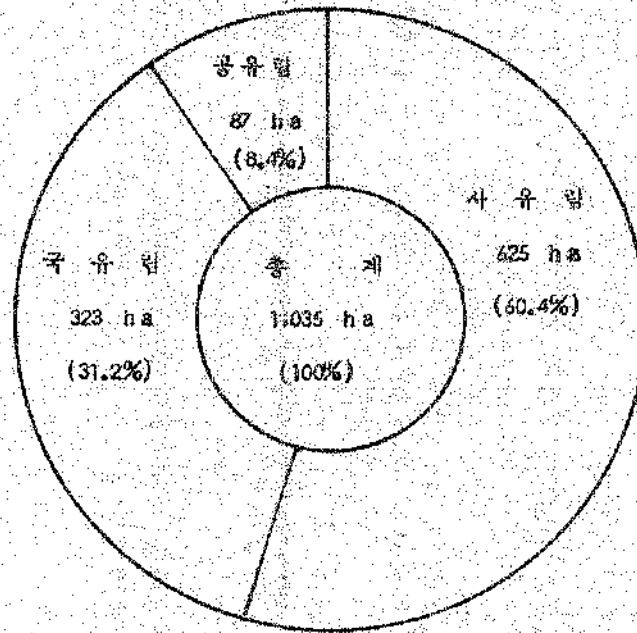 공유림
87 ha
(8.4%)
사 유 림
625 ha
(60.4%)
국 유 림
323 ha
(31.2%)
총 계
1,035 ha
(100%)